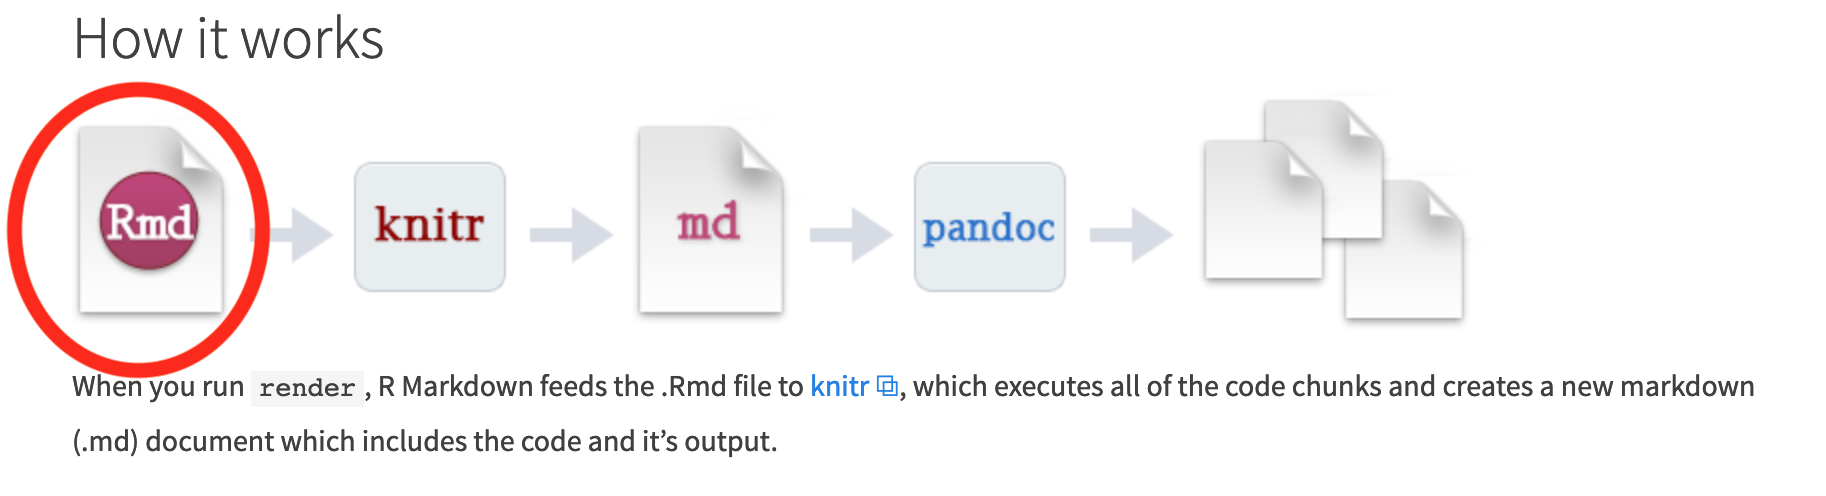 How it works
Rmd
knitr
md
pandoc
When you run render, R Markdown feeds the .Rmd file to knitr, which executes all of the code chunks and creates a new markdown
(.md) document which includes the code and it’s output.